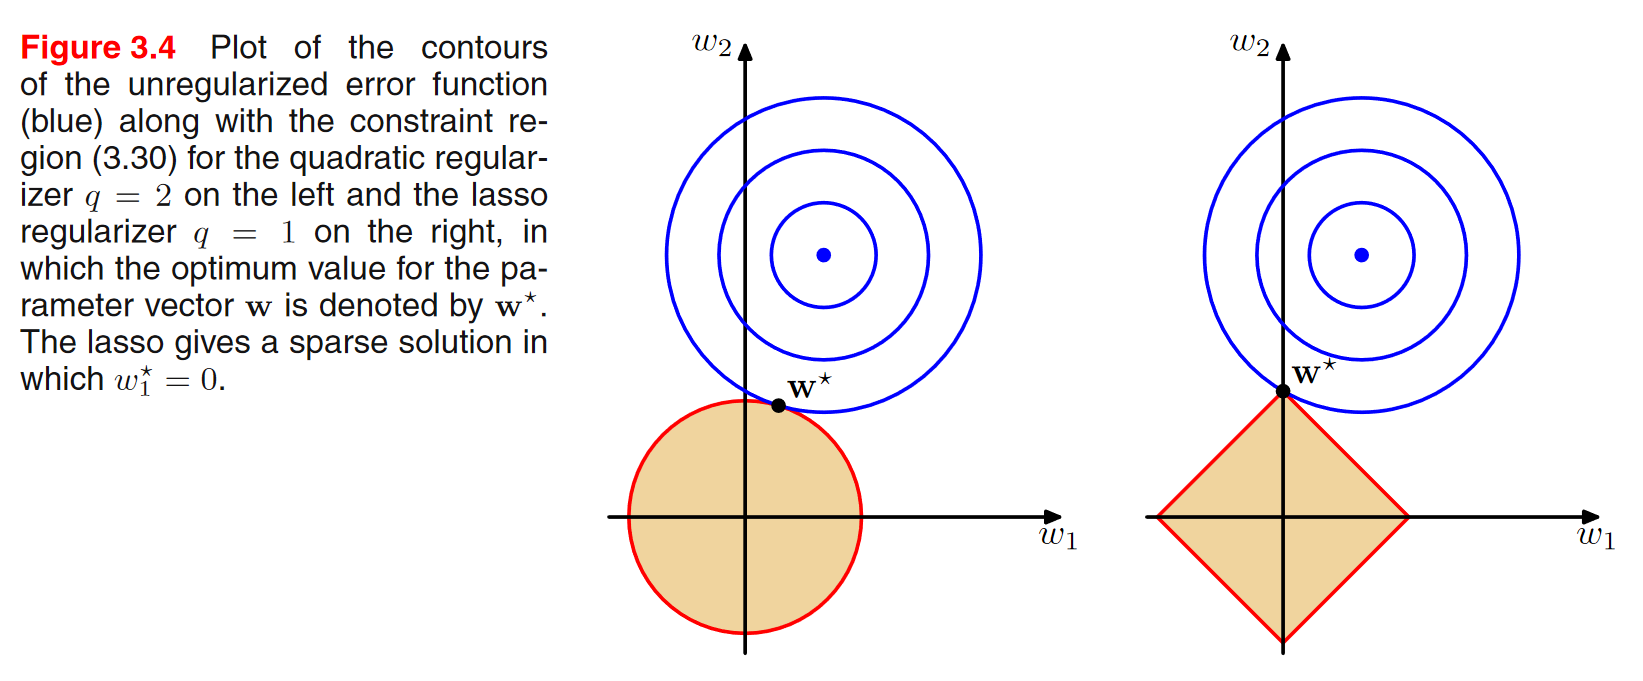 Figure 3.4 Plot of the contours
of the unregularized error function
(blue) along with the constraint re-
gion (3.30) for the quadratic regular-
izer q = 2 on the left and the lasso
regularizer q = 1 on the right, in
which the optimum value for the pa-
rameter vector w is denoted by w⋆.
The lasso gives a sparse solution in
which w₁⋆ = 0.
w₂
w⋆
w₁
w₂
w⋆
w₁